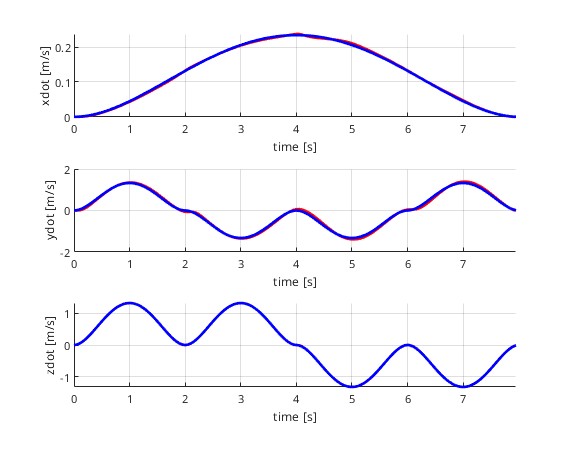 xdot [m/s]
0.2
0.1
0
0 1 2 3 4 5 6 7
time [s]
ydot [m/s]
2
0
-2
0 1 2 3 4 5 6 7
time [s]
zdot [m/s]
1
0
-1
0 1 2 3 4 5 6 7
time [s]